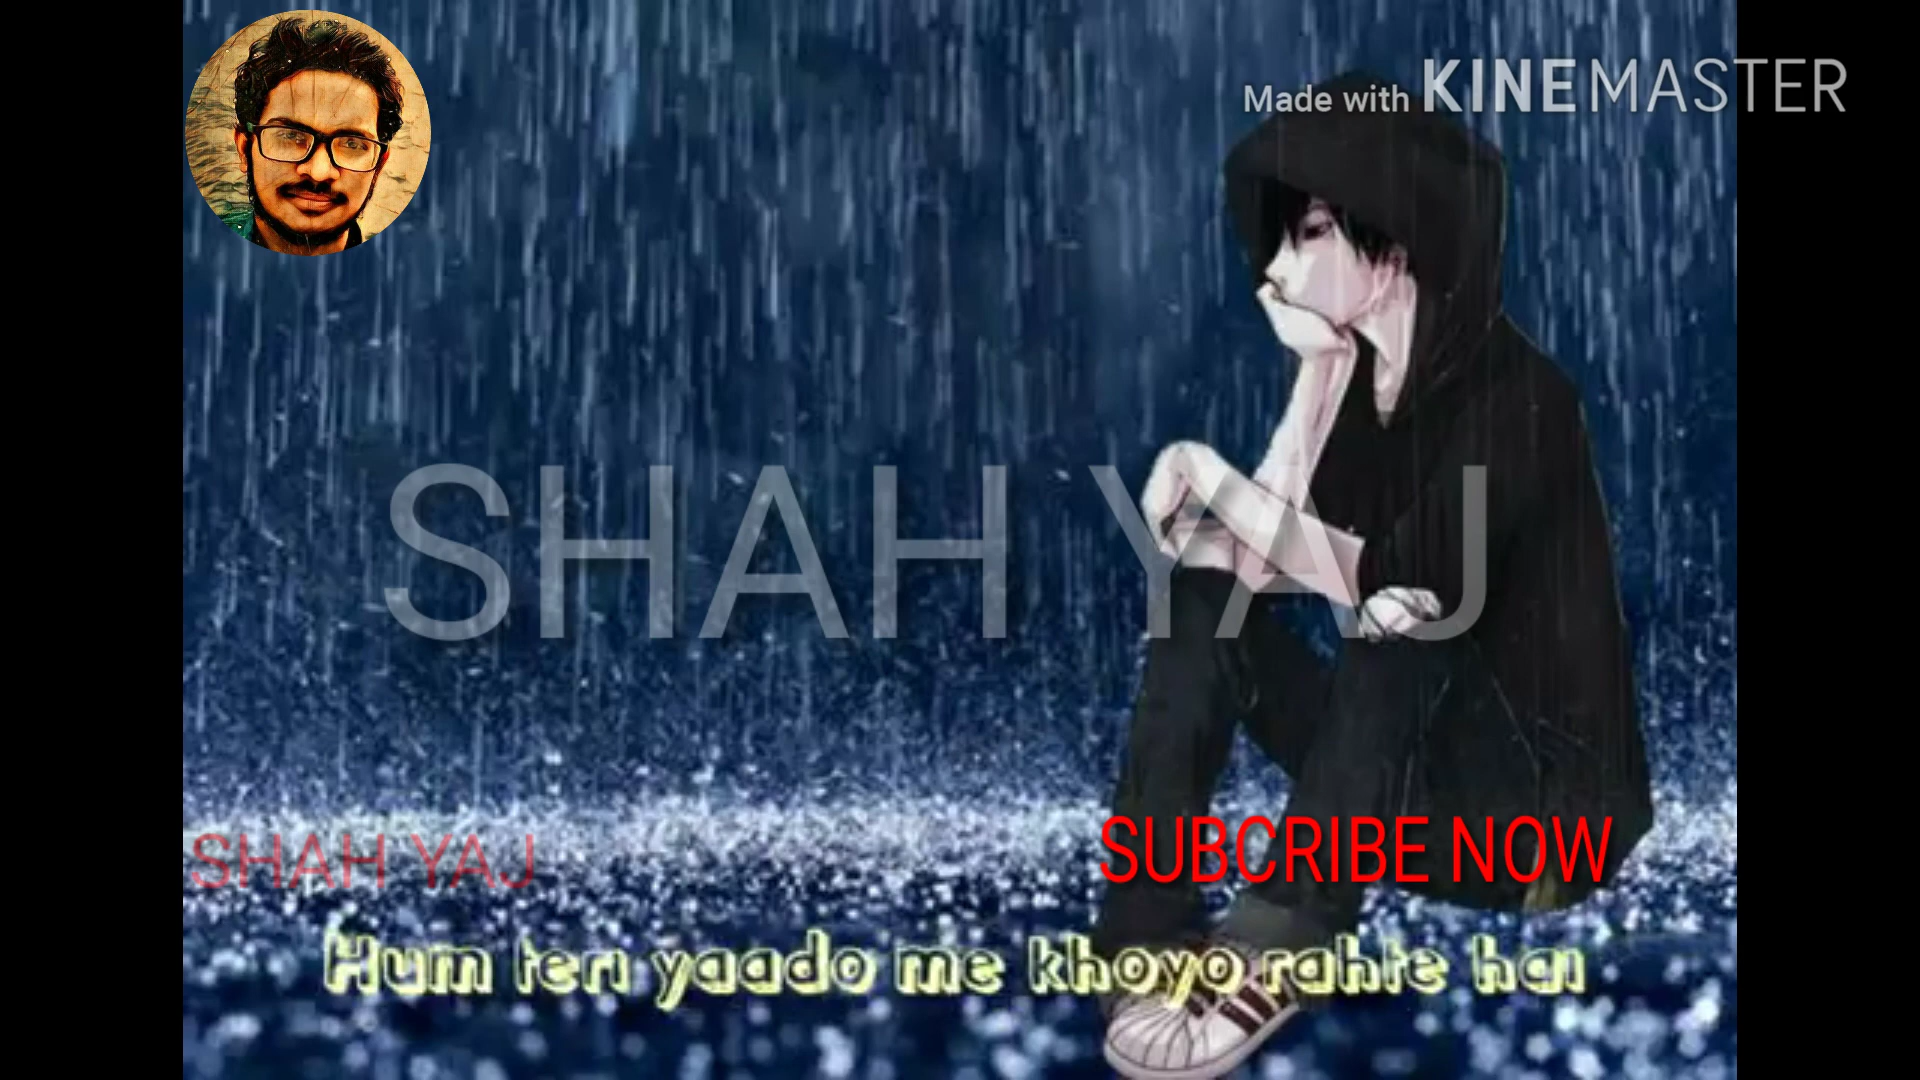 Made with KINEMASTER
SHAH YAJ
SHAH YAJ
SUBCRIBE NOW
Hum teri yaado me khoyo rahte hai